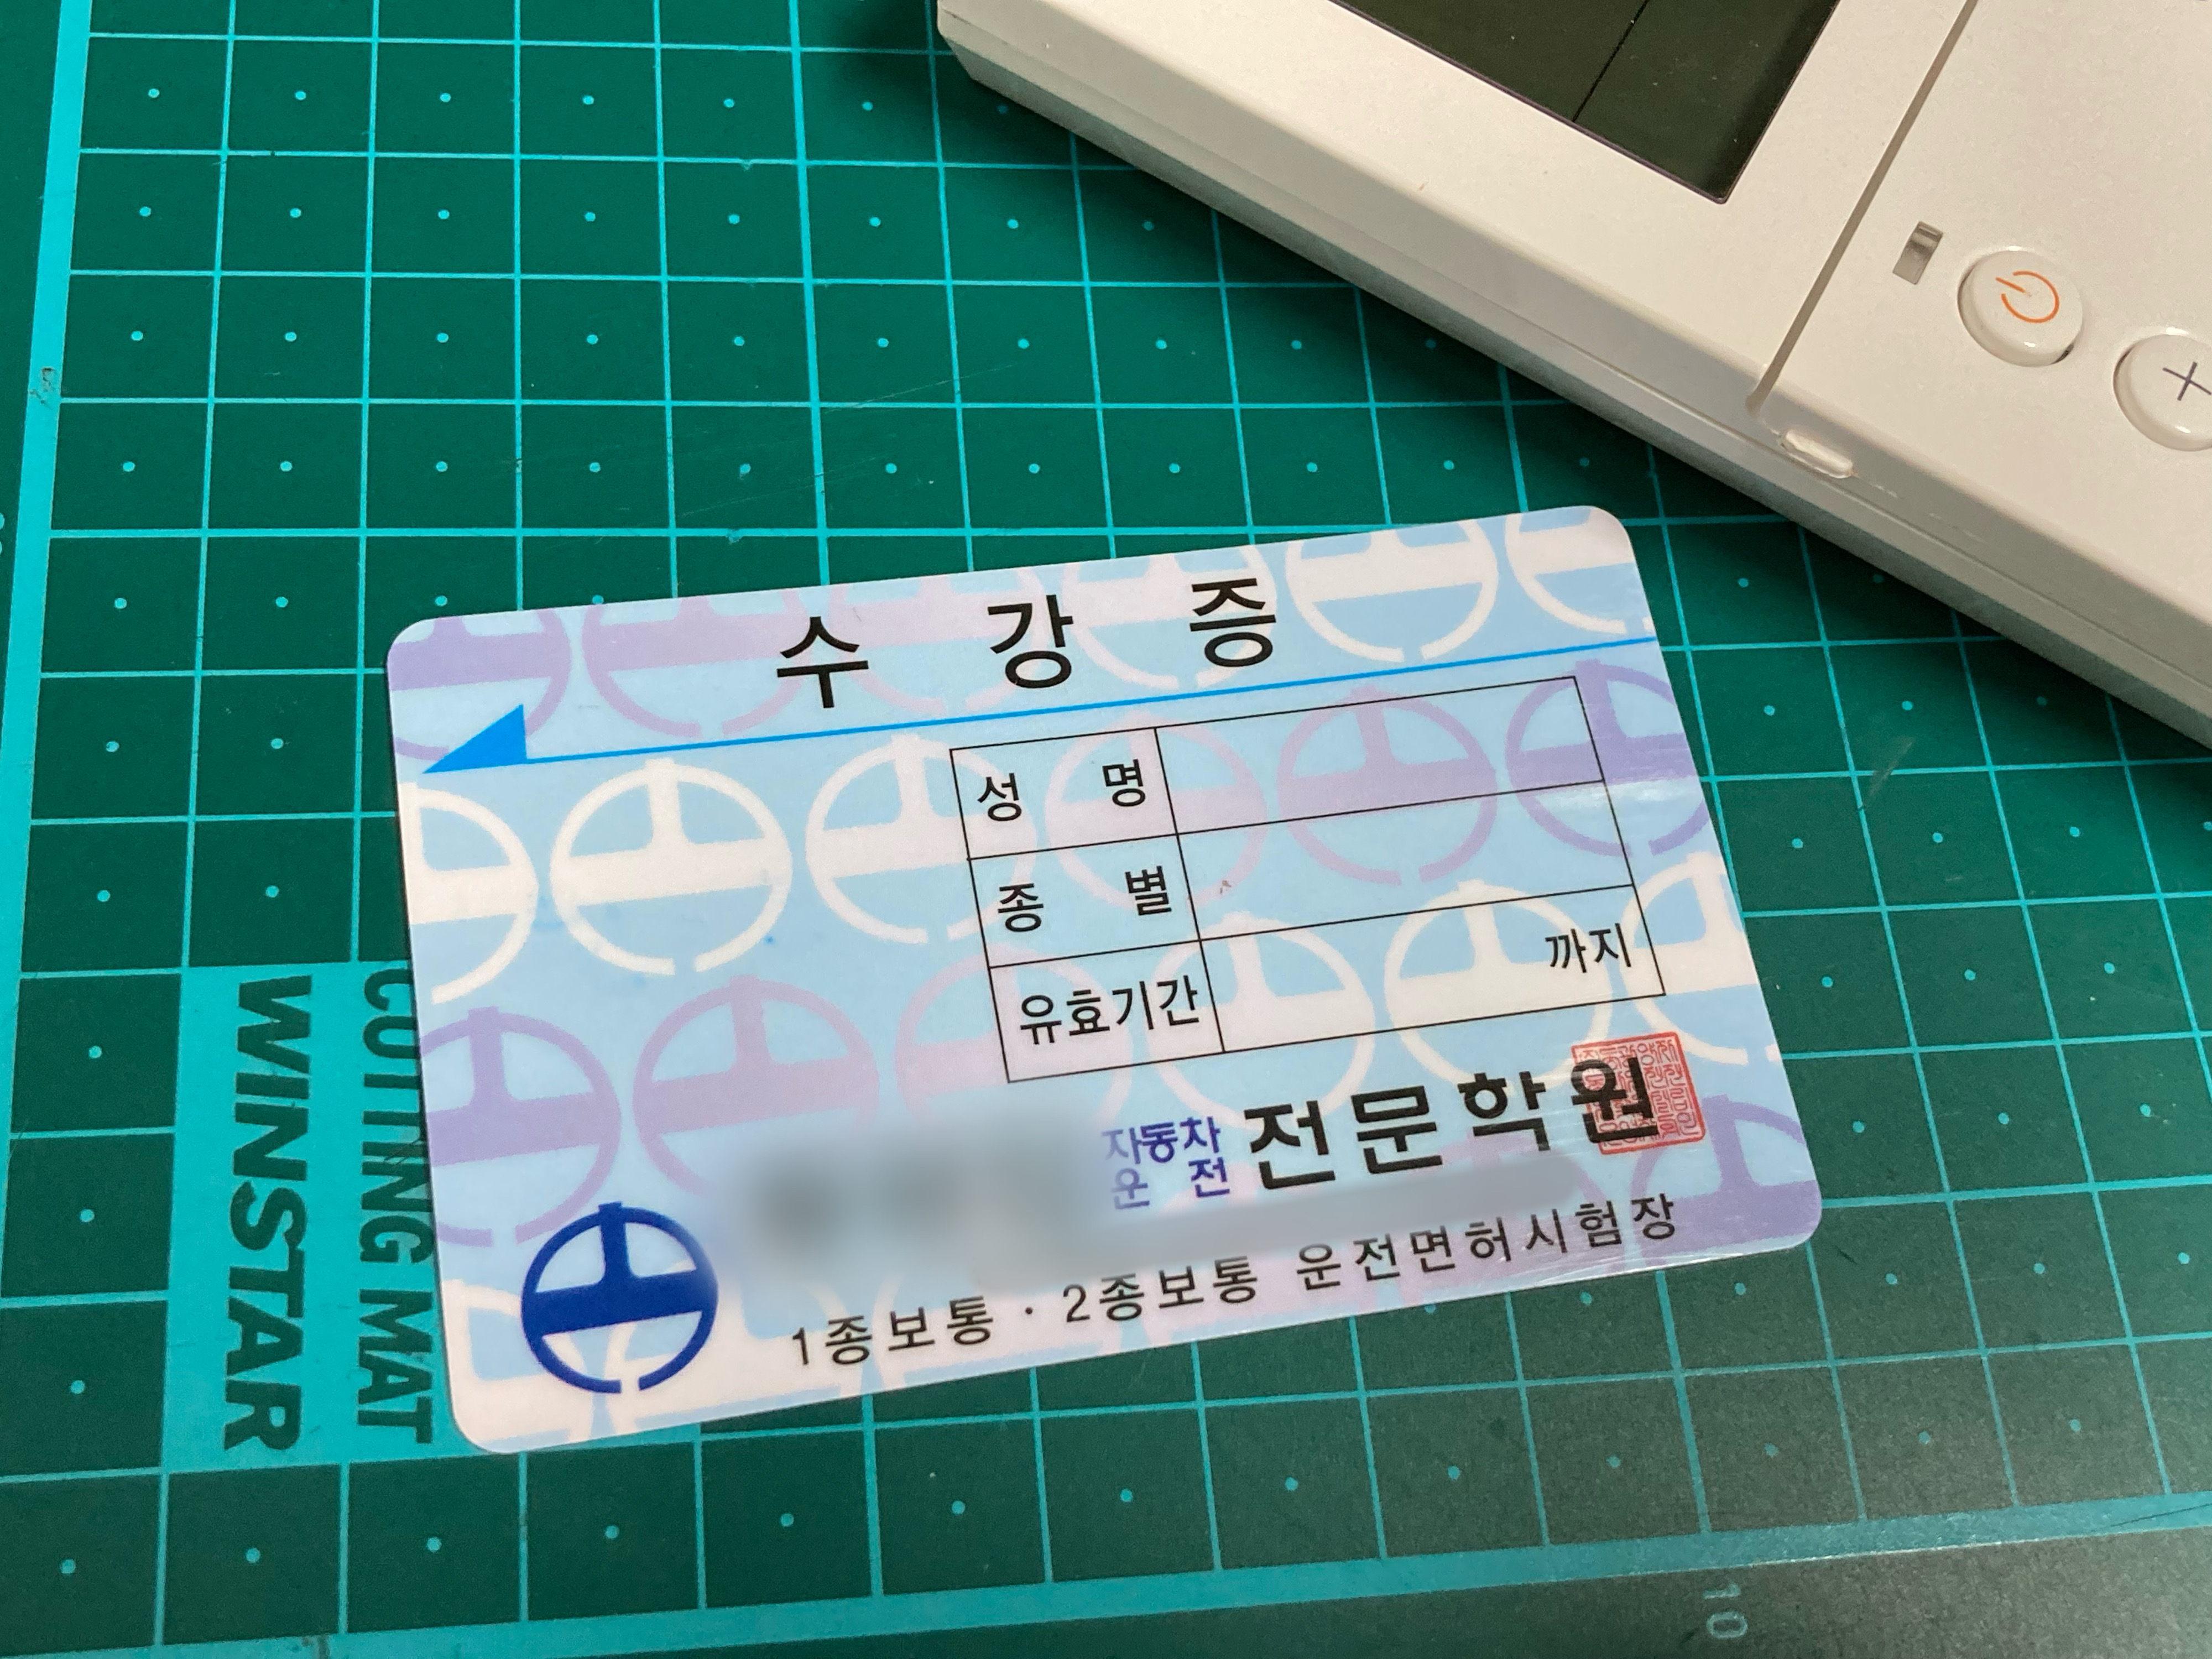 수 강 증
성 명
종 별
유효기간 까지
자동차
운 전
전문학원
1종보통 · 2종보통 운전면허시험장
CUTTING MAT
WINSTAR
10